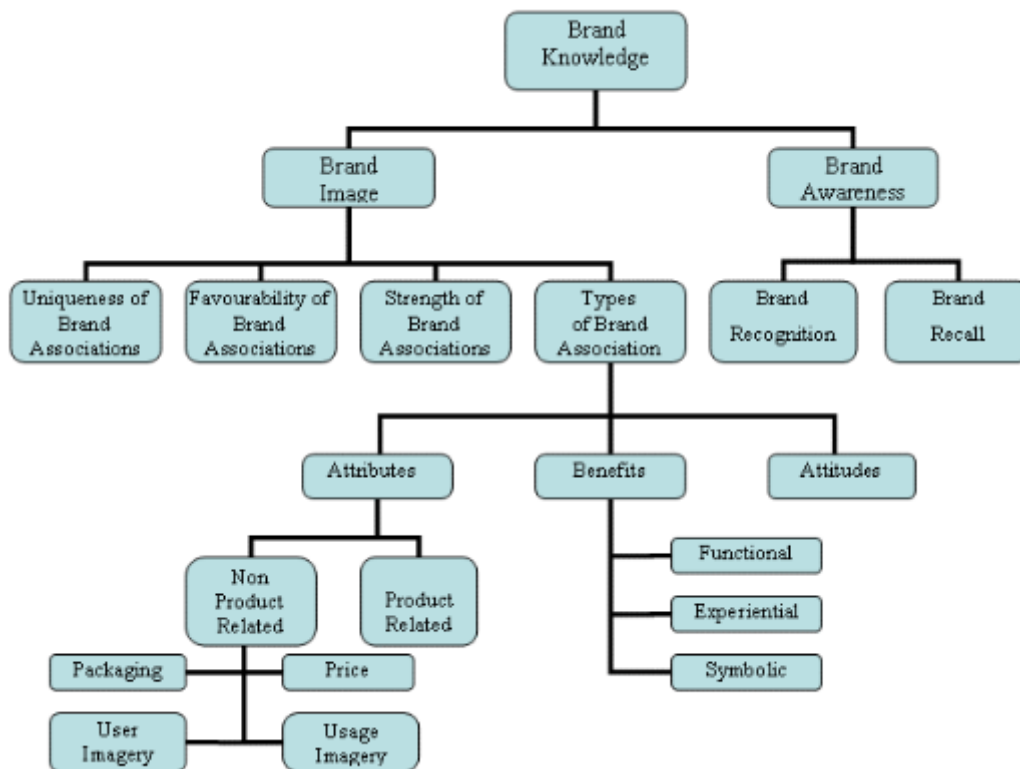 Brand
Knowledge
Brand
Image
Brand
Awareness
Uniqueness of
Brand
Associations
Favourability of
Brand
Associations
Strength of
Brand
Associations
Types
of Brand
Association
Brand
Recognition
Brand
Recall
Attributes
Benefits
Attitudes
Non
Product
Related
Product
Related
Functional
Experiential
Symbolic
Packaging
Price
User
Imagery
Usage
Imagery